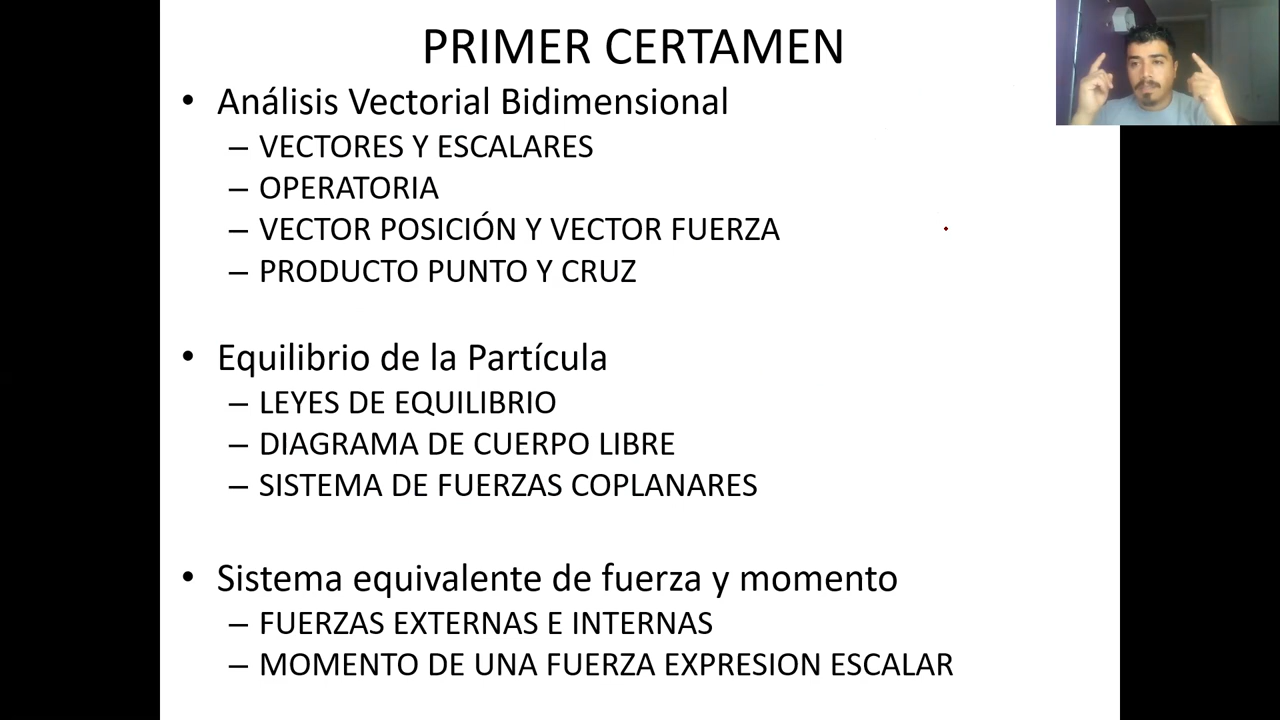 PRIMER CERTAMEN
• Análisis Vectorial Bidimensional
– VECTORES Y ESCALARES
– OPERATORIA
– VECTOR POSICIÓN Y VECTOR FUERZA
– PRODUCTO PUNTO Y CRUZ
• Equilibrio de la Partícula
– LEYES DE EQUILIBRIO
– DIAGRAMA DE CUERPO LIBRE
– SISTEMA DE FUERZAS COPLANARES
• Sistema equivalente de fuerza y momento
– FUERZAS EXTERNAS E INTERNAS
– MOMENTO DE UNA FUERZA EXPRESION ESCALAR